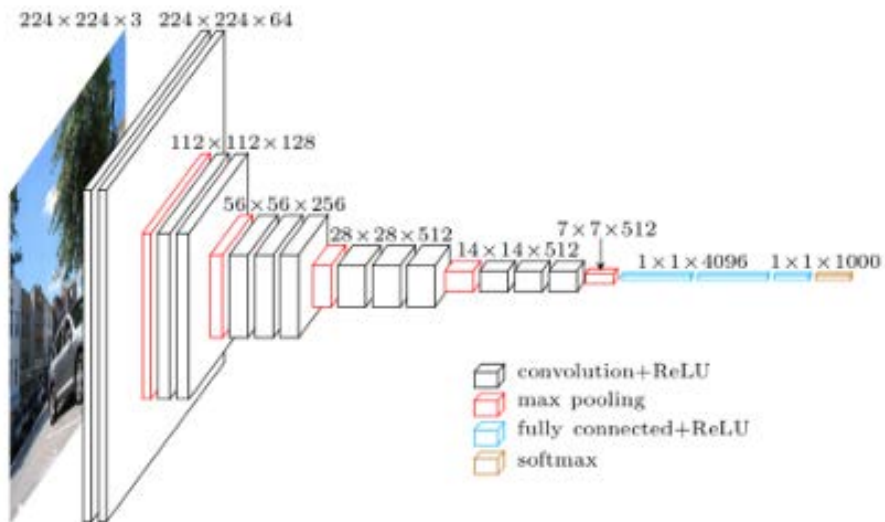 224×224×3
224×224×64
112×112×128
56×56×256
28×28×512
14×14×512
7×7×512
1×1×4096
1×1×1000
convolution+ReLU
max pooling
fully connected+ReLU
softmax